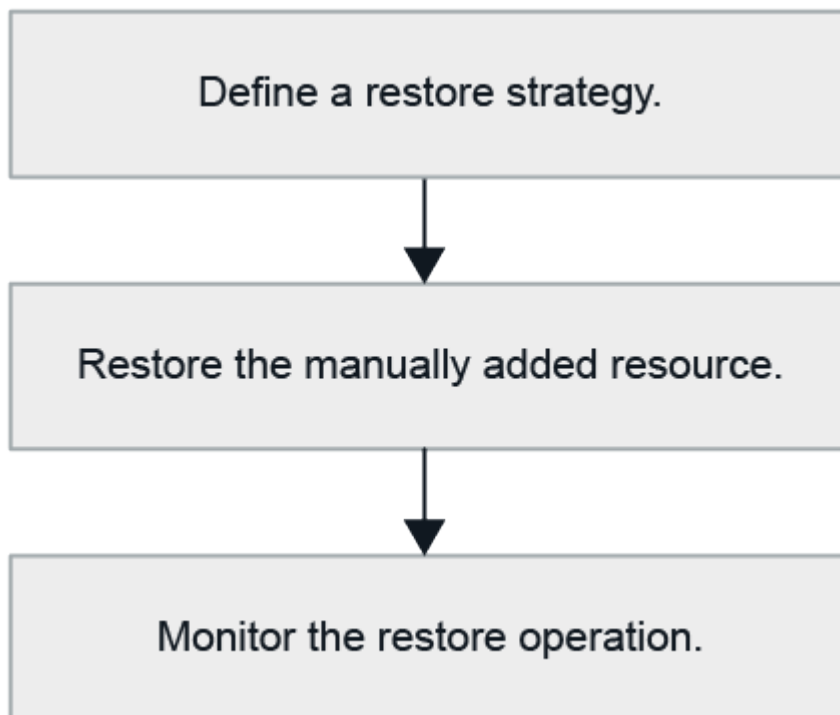 Define a restore strategy.
Restore the manually added resource.
Monitor the restore operation.